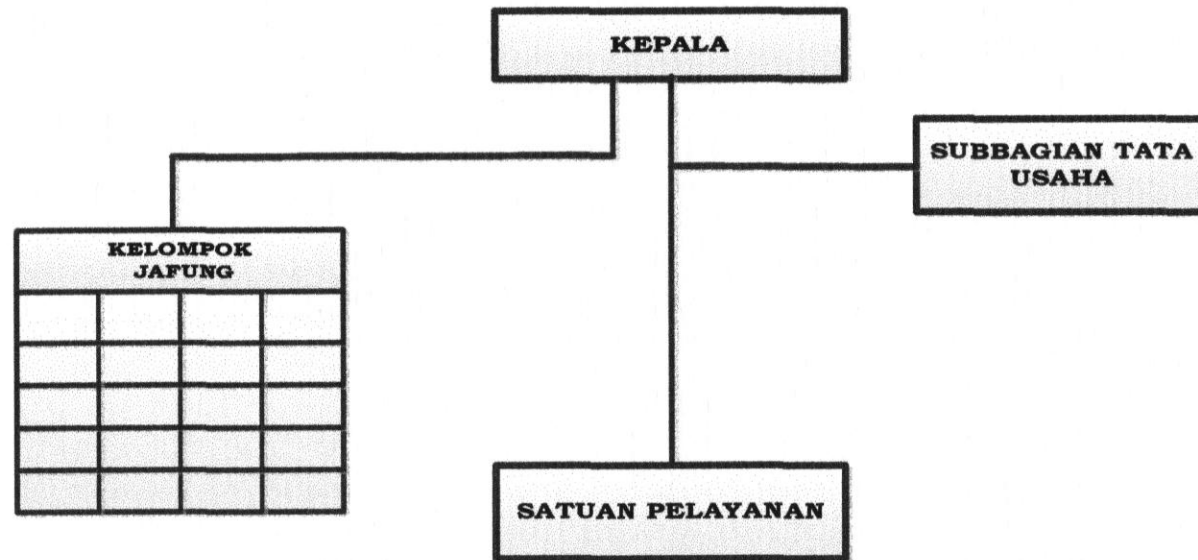 KEPALA
SUBBAGIAN TATA
USAHA
KELOMPOK
JAFUNG
SATUAN PELAYANAN